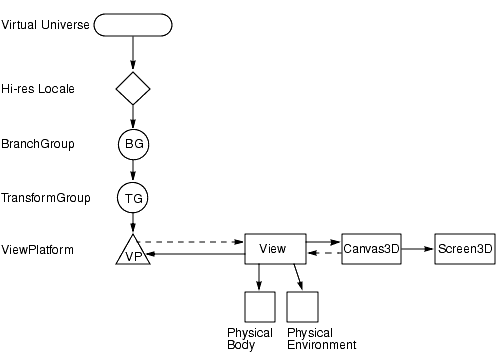 Virtual Universe
Hi-res Locale
BranchGroup
BG
TransformGroup
TG
ViewPlatform
VP
View
Canvas3D
Screen3D
Physical
Body
Physical
Environment